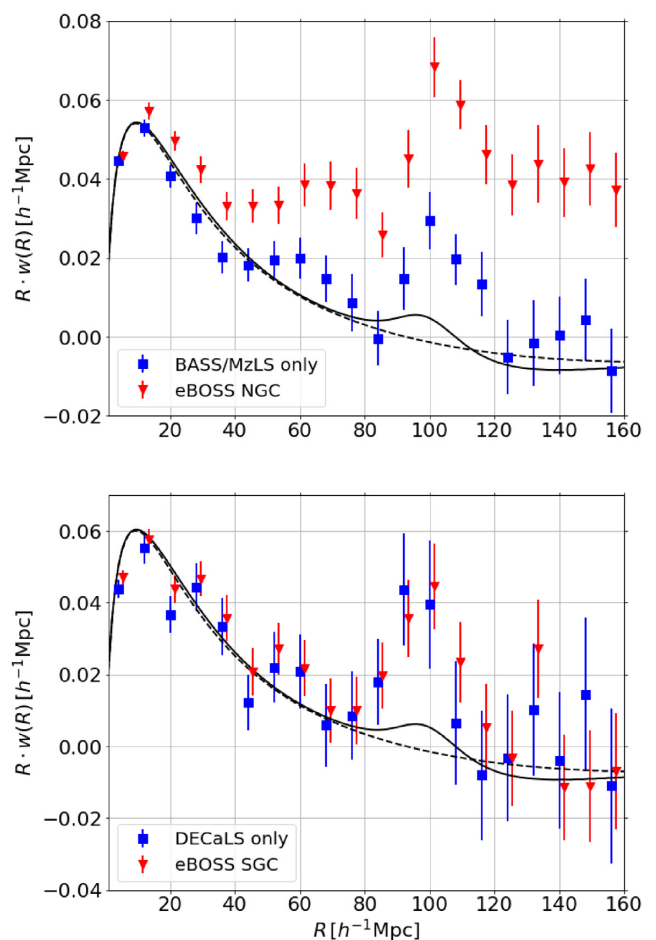 0.08
0.06
0.04
0.02
0.00
−0.02
R · w(R) [h⁻¹Mpc]
BASS/MzLS only
eBOSS NGC
20 40 60 80 100 120 140 160
0.06
0.04
0.02
0.00
−0.02
−0.04
R · w(R) [h⁻¹Mpc]
DECaLS only
eBOSS SGC
20 40 60 80 100 120 140 160
R [h⁻¹Mpc]